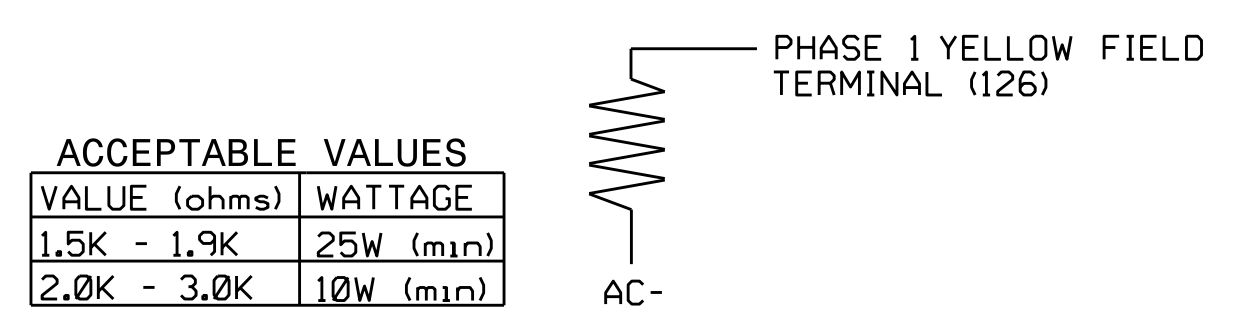 ACCEPTABLE VALUES
VALUE (ohms) WATTAGE
1.5K - 1.9K 25W (min)
2.0K - 3.0K 10W (min)
PHASE 1 YELLOW FIELD
TERMINAL (126)
AC-